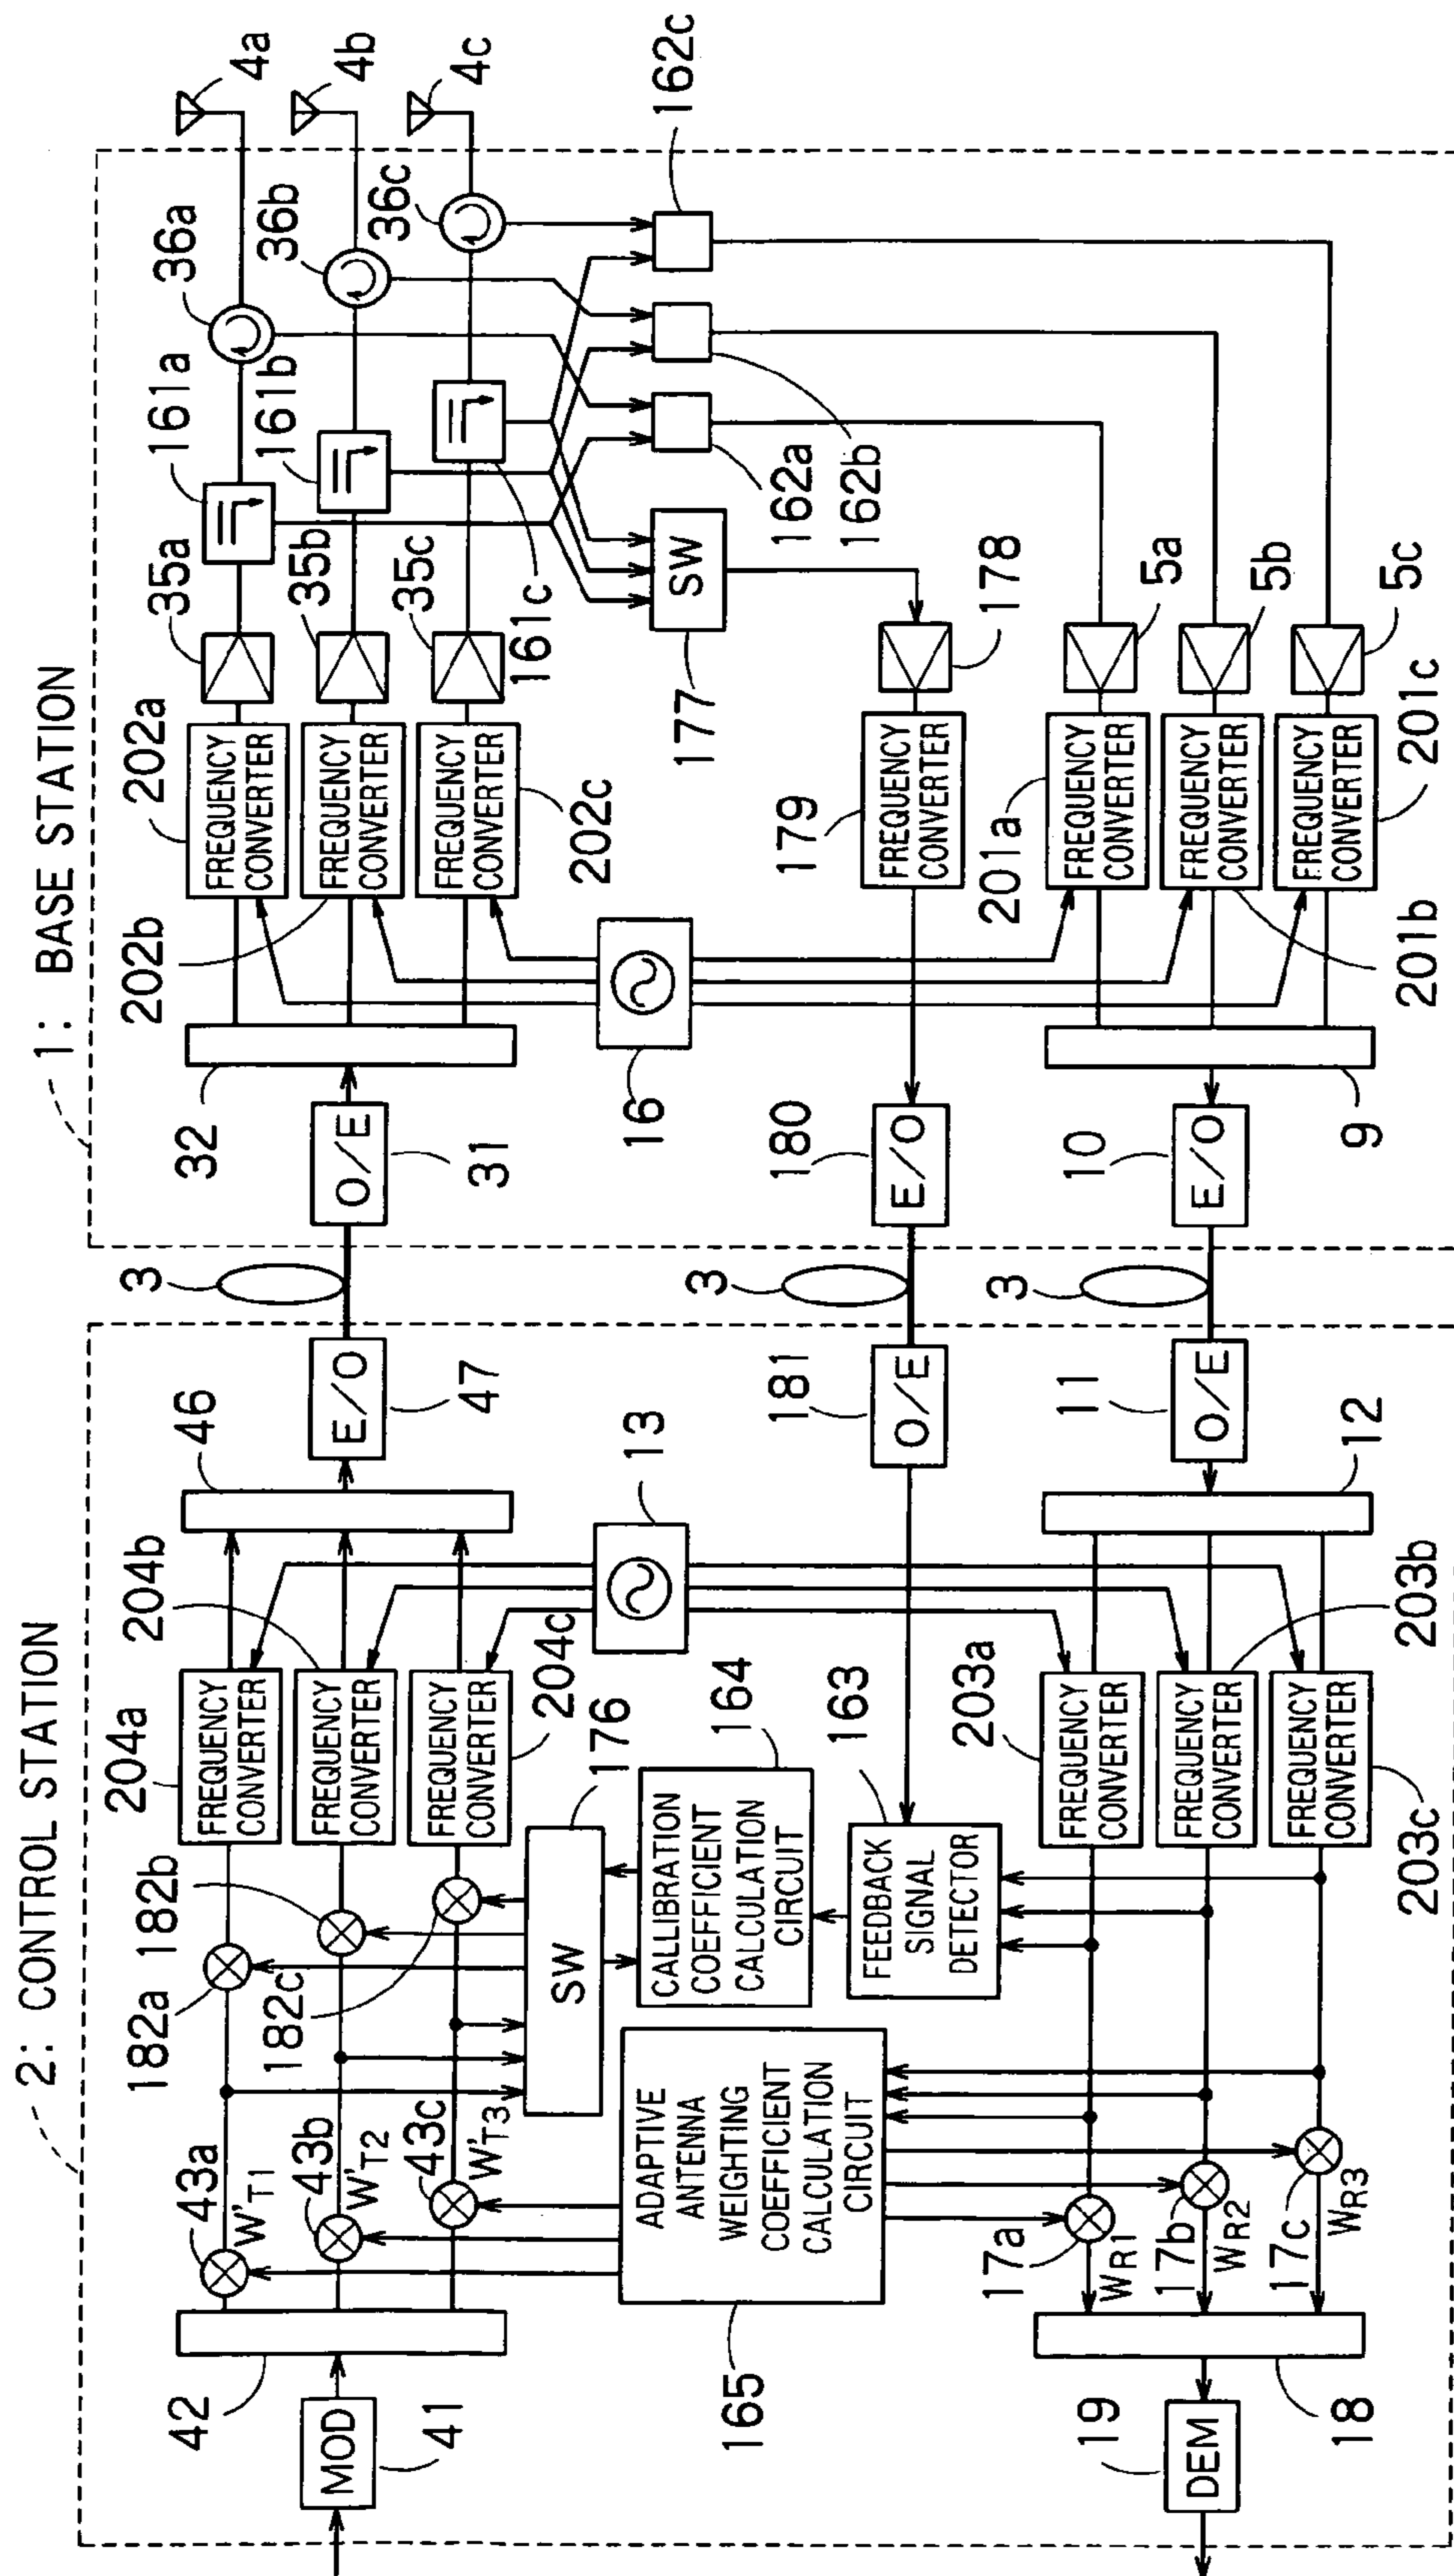 1: BASE STATION
4a
4b
4c
36a
36b
36c
162c
161a
161b
161c
35a
35b
35c
162a
162b
SW
177
178
5a
5b
5c
202a
202b
202c
FREQUENCY
CONVERTER
FREQUENCY
CONVERTER
FREQUENCY
CONVERTER
179
FREQUENCY
CONVERTER
201a
201b
201c
FREQUENCY
CONVERTER
FREQUENCY
CONVERTER
FREQUENCY
CONVERTER
32
16
9
O/E
31
180
E/O
10
E/O
3
3
3
2: CONTROL STATION
46
E/O
47
13
181
O/E
11
O/E
12
204a
204b
204c
FREQUENCY
CONVERTER
FREQUENCY
CONVERTER
FREQUENCY
CONVERTER
176
164
163
203a
203b
203c
FREQUENCY
CONVERTER
FREQUENCY
CONVERTER
FREQUENCY
CONVERTER
182a
182b
182c
SW
CALLIBRATION
COEFFICIENT
CALCULATION
CIRCUIT
FEEDBACK
SIGNAL
DETECTOR
43a
W'T1
43b
W'T2
43c
W'T3
ADAPTIVE
ANTENNA
WEIGHTING
COEFFICIENT
CALCULATION
CIRCUIT
165
17a
WR1
17b
WR2
17c
WR3
42
MOD
41
19
DEM
18